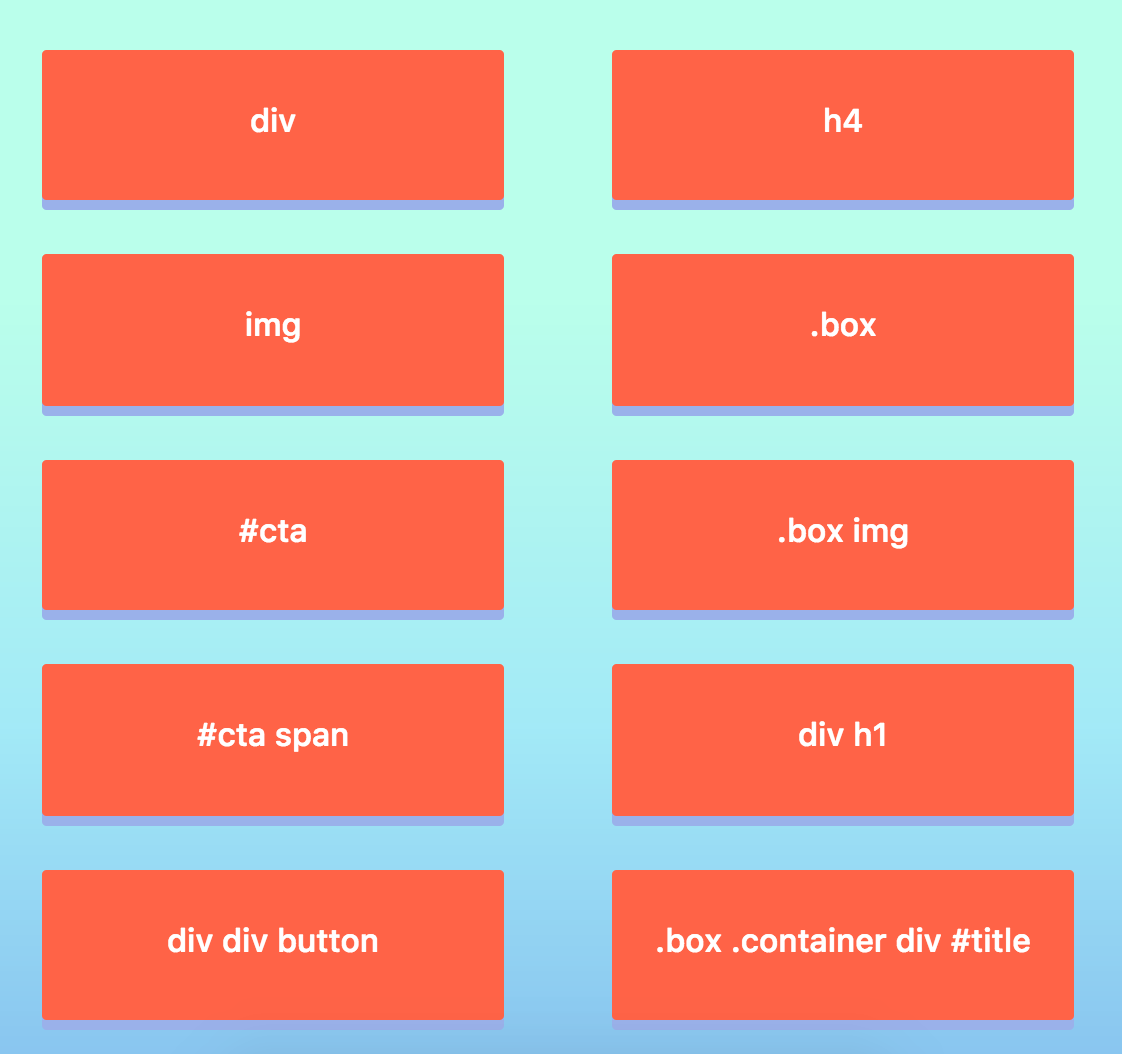 div
h4
img
.box
#cta
.box img
#cta span
div h1
div div button
.box .container div #title